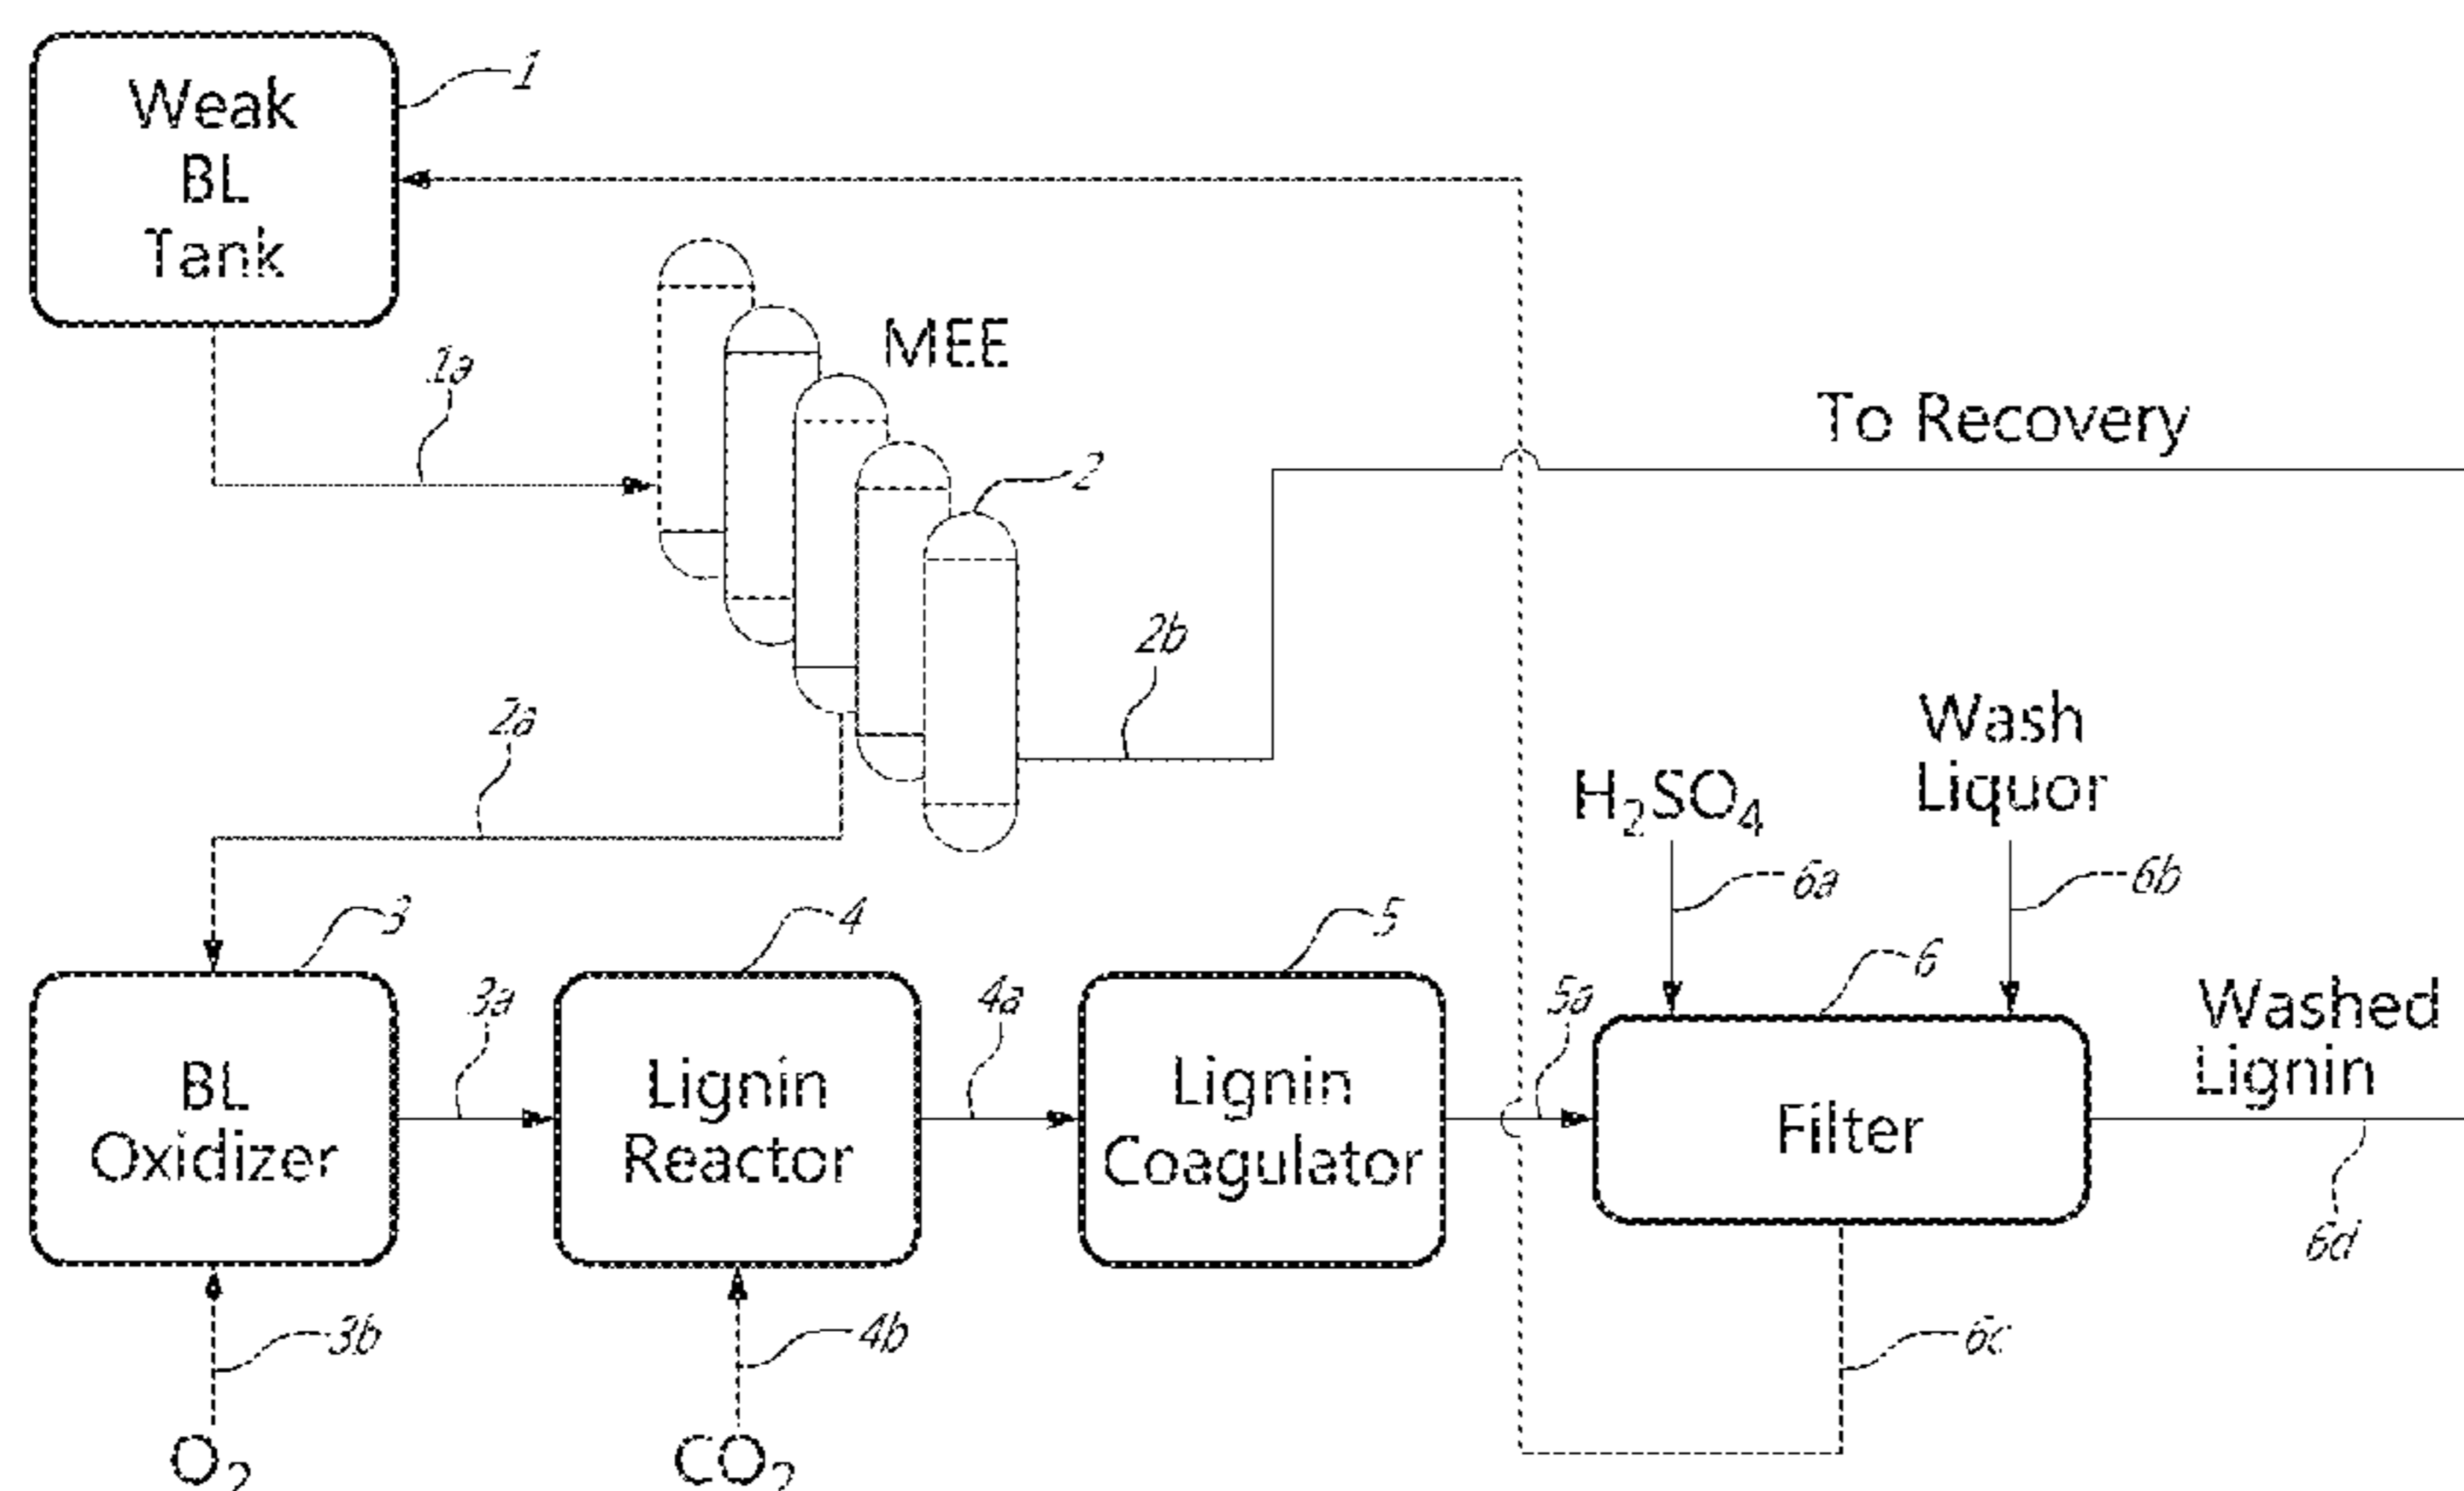 Weak
BL
Tank
1
1a
MEE
2
To Recovery
2b
2a
Wash
Liquor
H2SO4
6a
6b
3
4
5
6
3a
4a
5a
Washed
Lignin
BL
Oxidizer
Lignin
Reactor
Lignin
Coagulator
Filter
6d
3b
4b
6c
O2
CO2